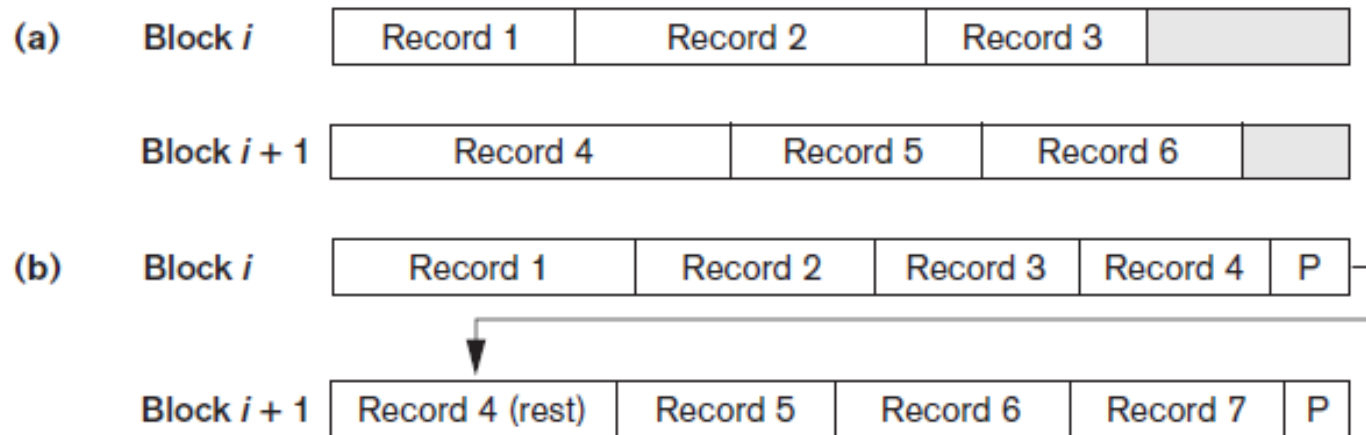 (a) Block i Record 1 Record 2 Record 3
Block i + 1 Record 4 Record 5 Record 6
(b) Block i Record 1 Record 2 Record 3 Record 4 P
Block i + 1 Record 4 (rest) Record 5 Record 6 Record 7 P